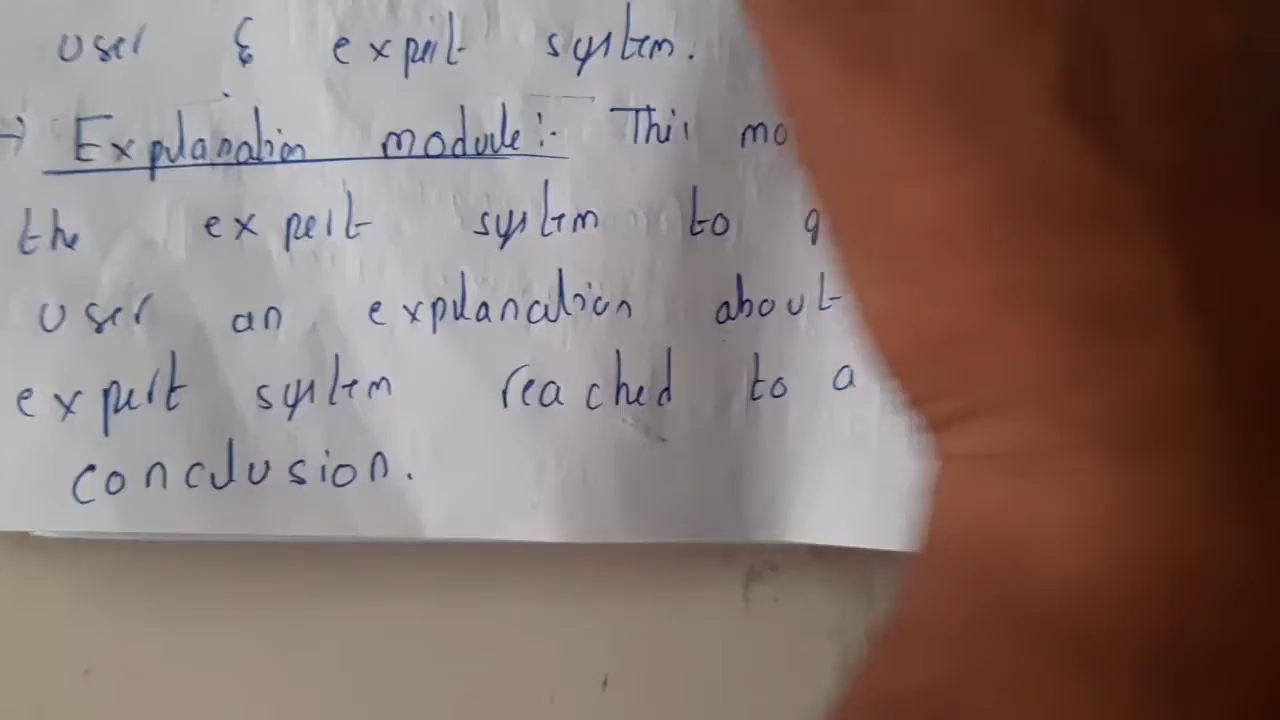 user & expert system.
→ Explanation module:- This mo
the expert system to g
user an explanation about
expert system reached to a
conclusion.